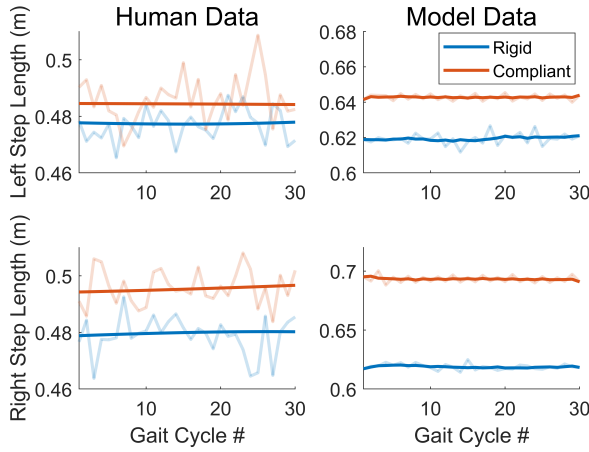 Human Data
Model Data
Left Step Length (m)
0.5
0.48
0.46
10 20 30
0.68
0.66
0.64
0.62
0.6
10 20 30
Rigid
Compliant
Right Step Length (m)
0.5
0.48
0.46
10 20 30
Gait Cycle #
0.7
0.65
0.6
10 20 30
Gait Cycle #